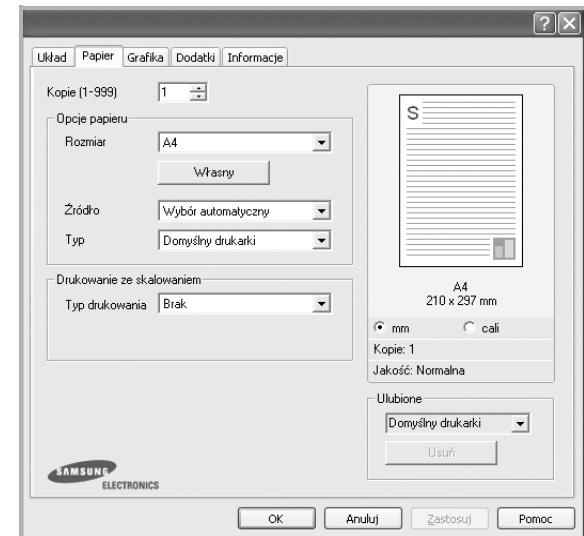 Układ Papier Grafika Dodatki Informacje
Kopie (1-999) 1
Opcje papieru
Rozmiar A4
Własny
Źródło Wybór automatyczny
Typ Domyślny drukarki
Drukowanie ze skalowaniem
Typ drukowania Brak
SAMSUNG
ELECTRONICS
S
A4
210 x 297 mm
mm cali
Kopie: 1
Jakość: Normalna
Ulubione
Domyślny drukarki
Usuń
OK Anuluj Zastosuj Pomoc